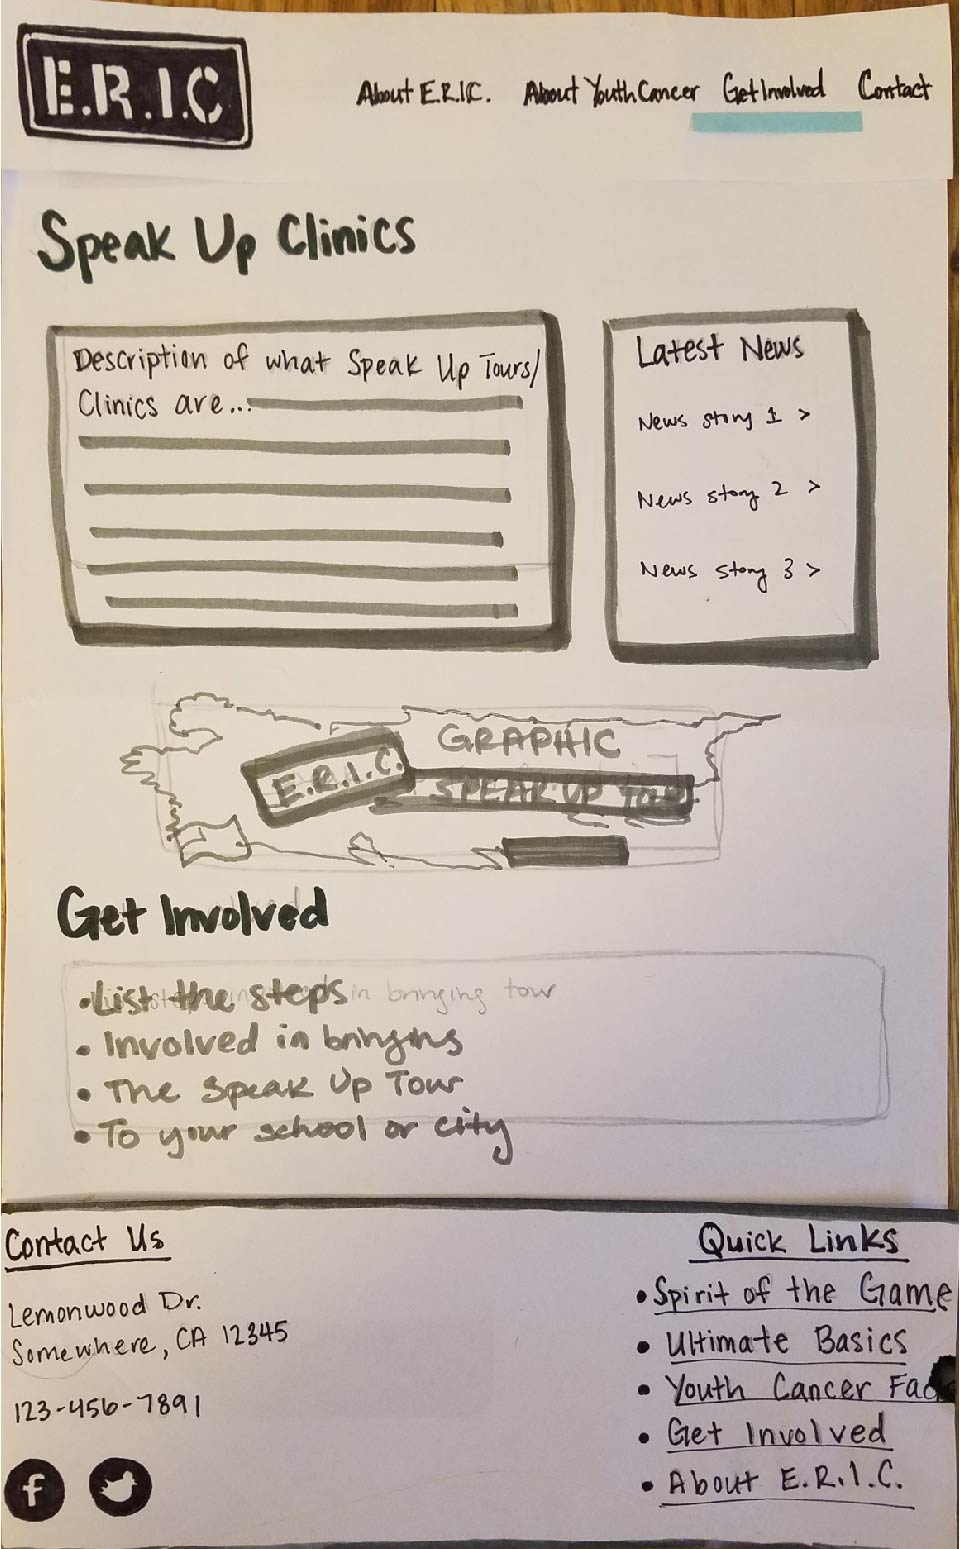 E.R.I.C
About E.R.I.C. About Youth Cancer Get Involved Contact
Speak Up Clinics
Description of what Speak Up Tours/
Clinics are...
Latest News
News story 1 >
News story 2 >
News story 3 >
GRAPHIC
E.R.I.C.
SPEAK UP TOUR
Get Involved
• List the steps
in bringing tour
• Involved in bringing
• The Speak Up Tour
• To your school or city
Contact Us
Lemonwood Dr.
Somewhere, CA 12345
123-456-7891
f
Quick Links
• Spirit of the Game
• Ultimate Basics
• Youth Cancer Fac
• Get Involved
• About E.R.I.C.